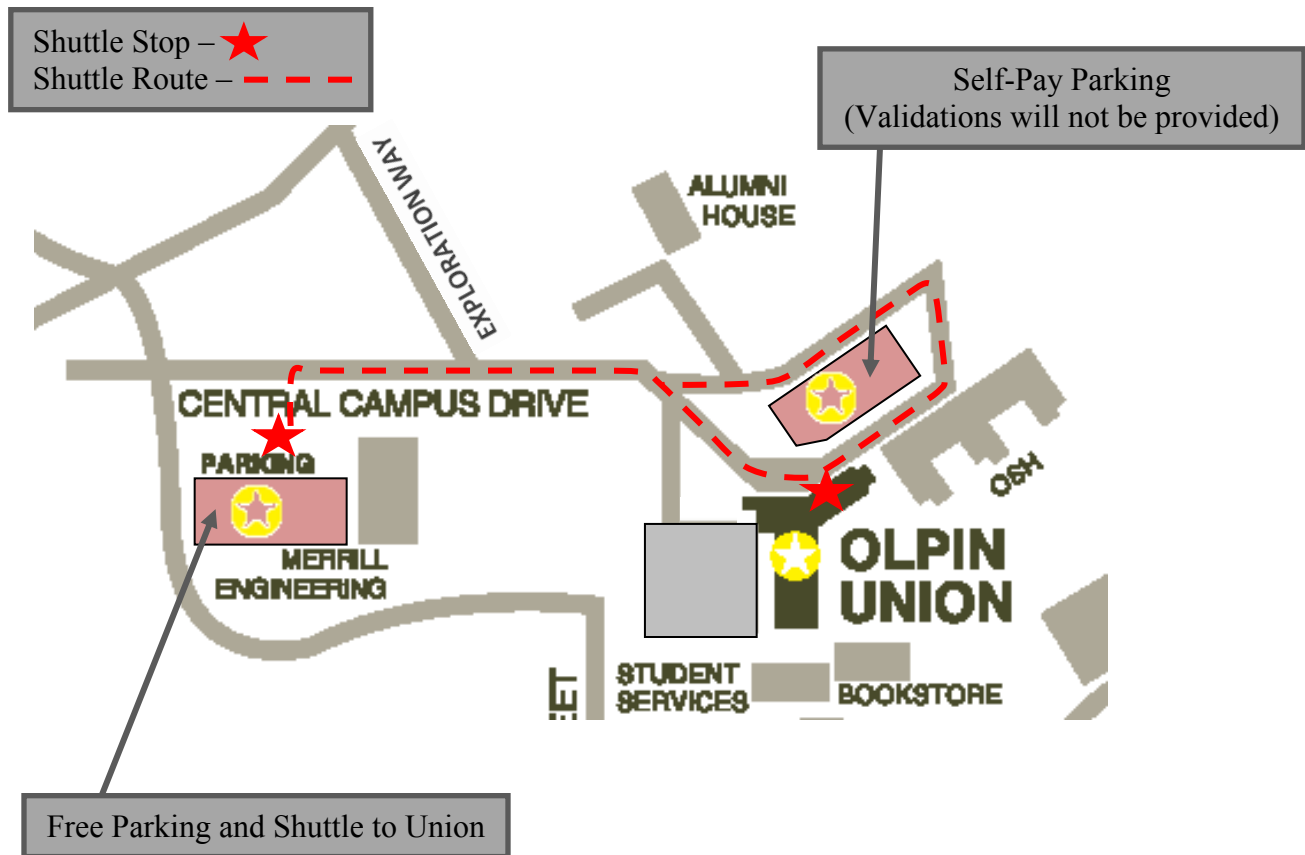 Shuttle Stop –
Shuttle Route –
Self-Pay Parking
(Validations will not be provided)
EXPLORATION WAY
ALUMNI
HOUSE
CENTRAL CAMPUS DRIVE
PARKING
MERRILL
ENGINEERING
OSH
OLPIN
UNION
STUDENT
SERVICES
BOOKSTORE
EET
Free Parking and Shuttle to Union